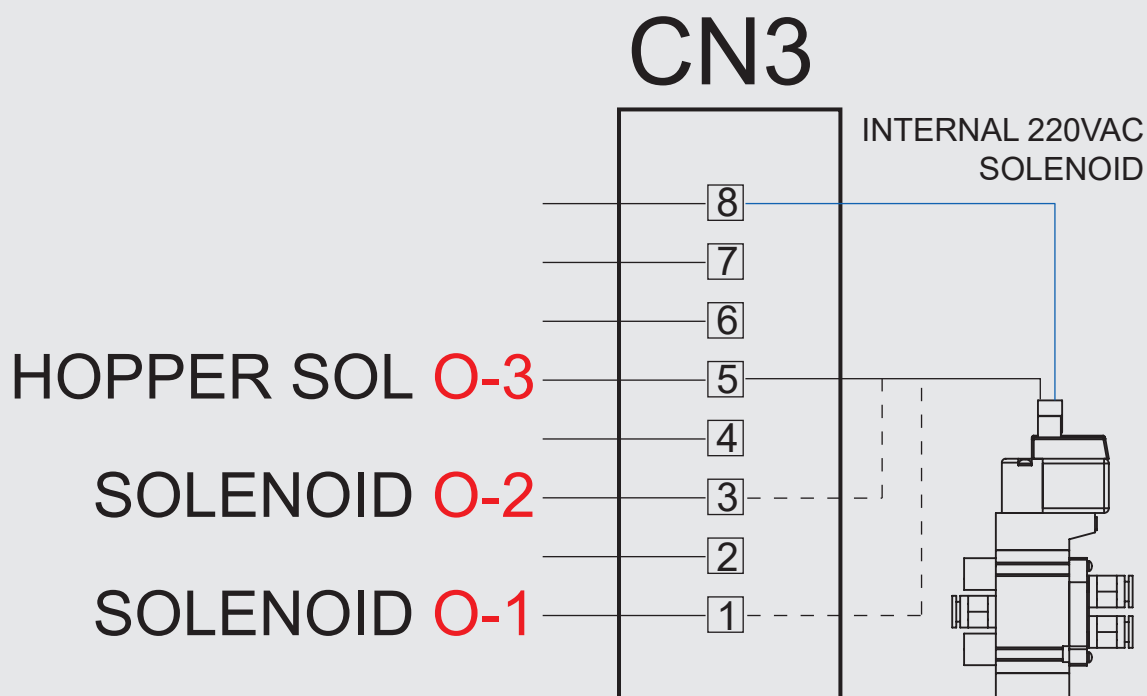 CN3
INTERNAL 220VAC
SOLENOID
8
7
6
HOPPER SOL O-3 5
4
SOLENOID O-2 3
2
SOLENOID O-1 1